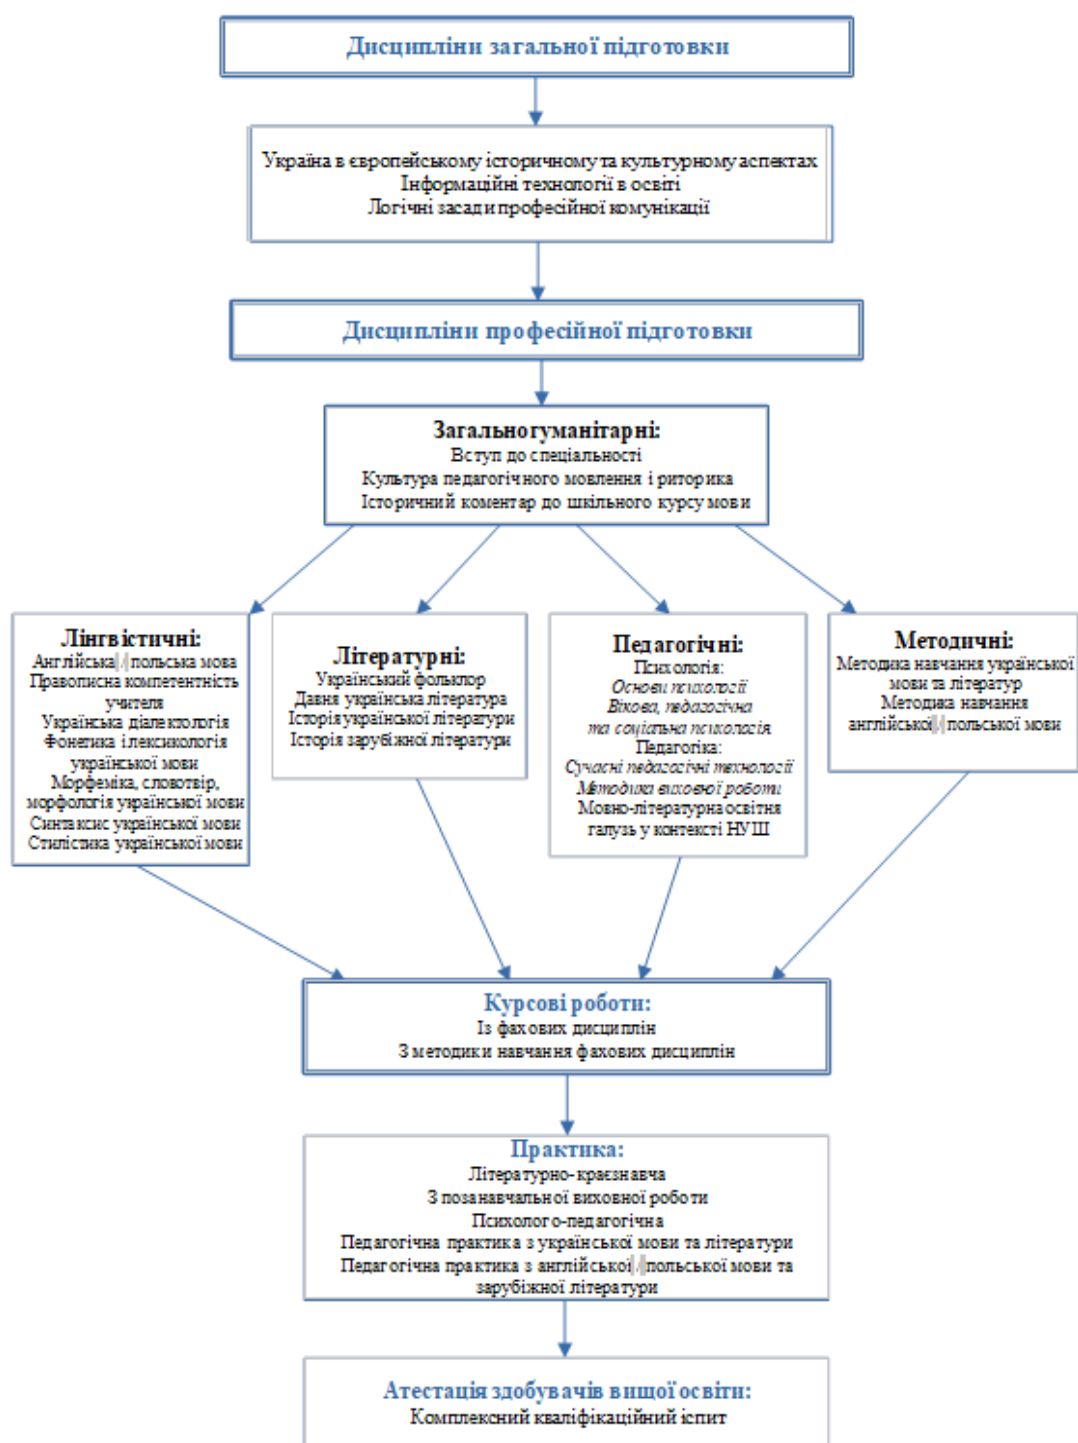 Дисципліни загальної підготовки
Україна в європейському історичному та культурному аспектах
Інформаційні технології в освіті
Логічні засади професійної комунікації
Дисципліни професійної підготовки
Загальногуманітарні:
Вступ до спеціальності
Культура педагогічного мовлення і риторика
Історичний коментар до шкільного курсу мови
Лінгвістичні:
Англійська / польська мова
Правописна компетентність
учителя
Українська діалектологія
Фонетика і лексикологія
української мови
Морфеміка, словотвір,
морфологія української мови
Синтаксис української мови
Стилістика української мови
Літературні:
Український фольклор
Давня українська література
Історія української літератури
Історія зарубіжної літератури
Педагогічні:
Психологія:
Основи психології
Вікова, педагогічна
та соціальна психологія
Педагогіка:
Сучасні педагогічні технології
Методика виховної роботи
Мовно-літературна освітня
галузь у контексті НУШ
Методичні:
Методика навчання української
мови та літератур
Методика навчання
англійської / польської мови
Курсові роботи:
Із фахових дисциплін
З методики навчання фахових дисциплін
Практика:
Літературно-краєзнавча
З позанавчальної виховної роботи
Психолого-педагогічна
Педагогічна практика з української мови та літератури
Педагогічна практика з англійської / польської мови та
зарубіжної літератури
Атестація здобувачів вищої освіти:
Комплексний кваліфікаційний іспит